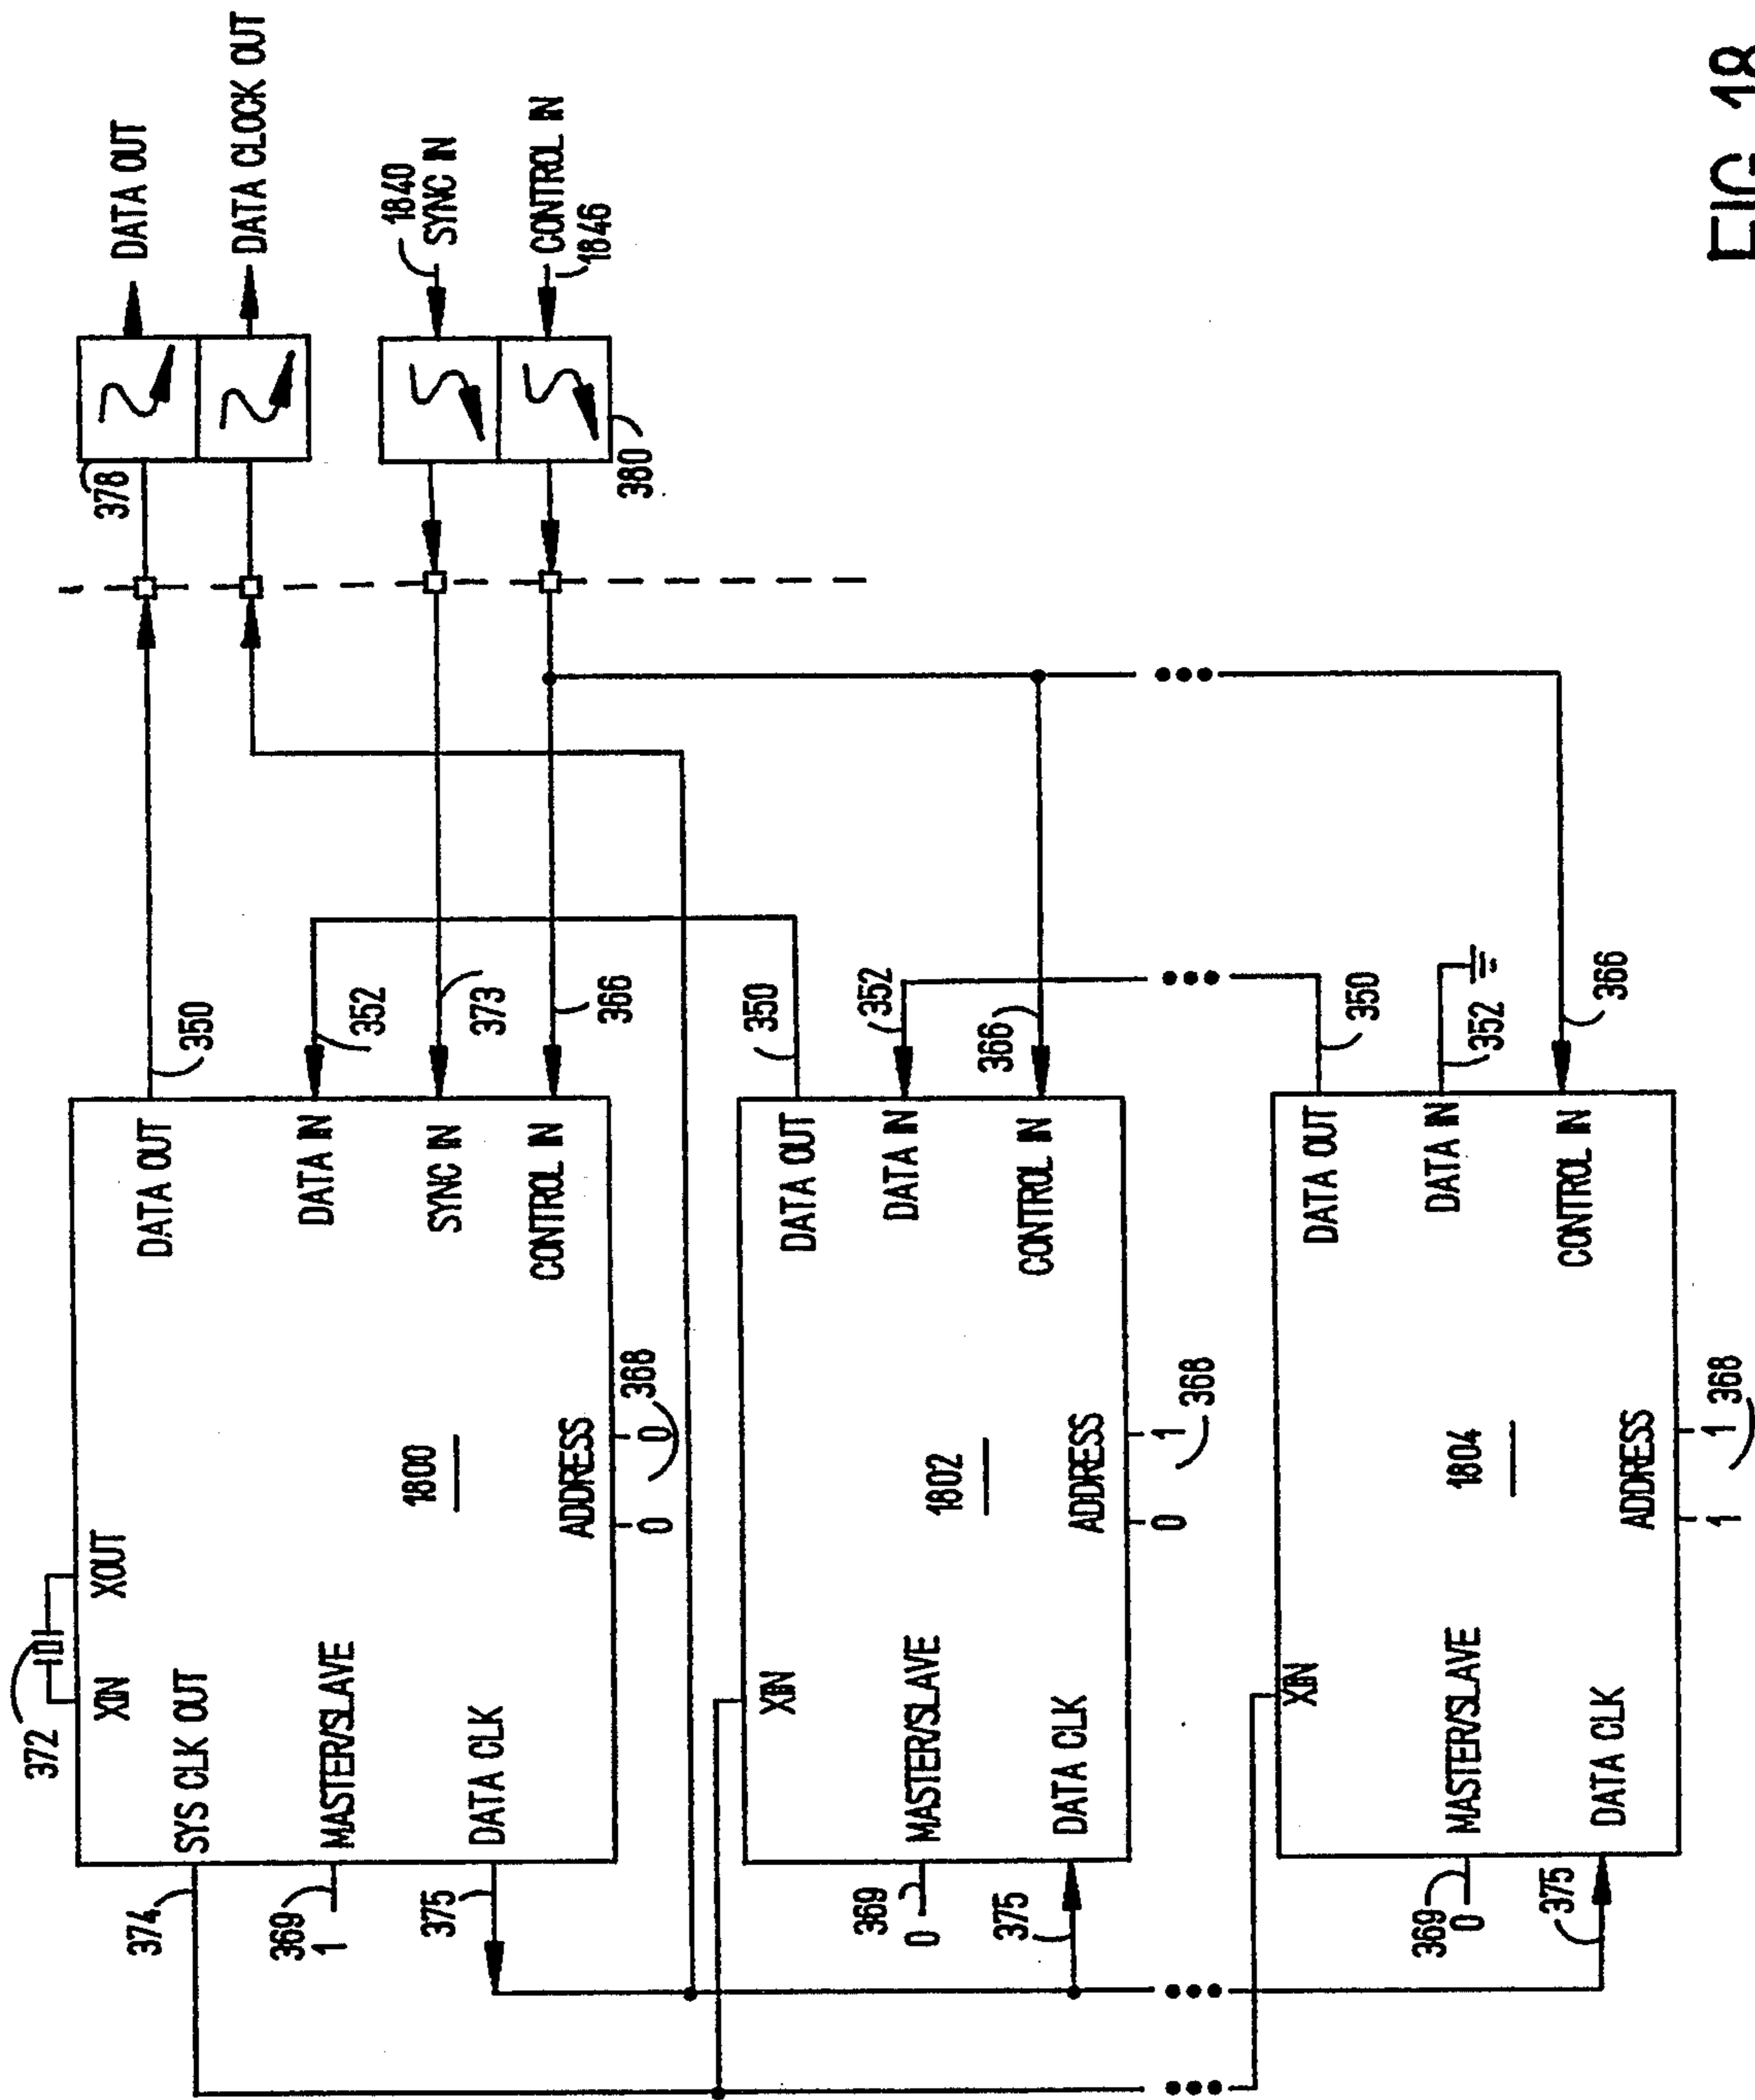 DATA OUT
DATA CLOCK OUT
1840
SYNC IN
CONTROL IN
1846
378
380
350
352
373
366
372
XIN
XOUT
SYS CLK OUT
MASTER/SLAVE
DATA CLK
374
369
1
375
1800
ADDRESS
0 0
368
DATA OUT
DATA IN
SYNC IN
CONTROL IN
350
352
366
XIN
MASTER/SLAVE
DATA CLK
369
0
375
1802
ADDRESS
0 1
368
DATA OUT
DATA IN
CONTROL IN
350
352
366
XIN
MASTER/SLAVE
DATA CLK
369
0
375
1804
ADDRESS
1 1
368
DATA OUT
DATA IN
CONTROL IN
FIG. 18